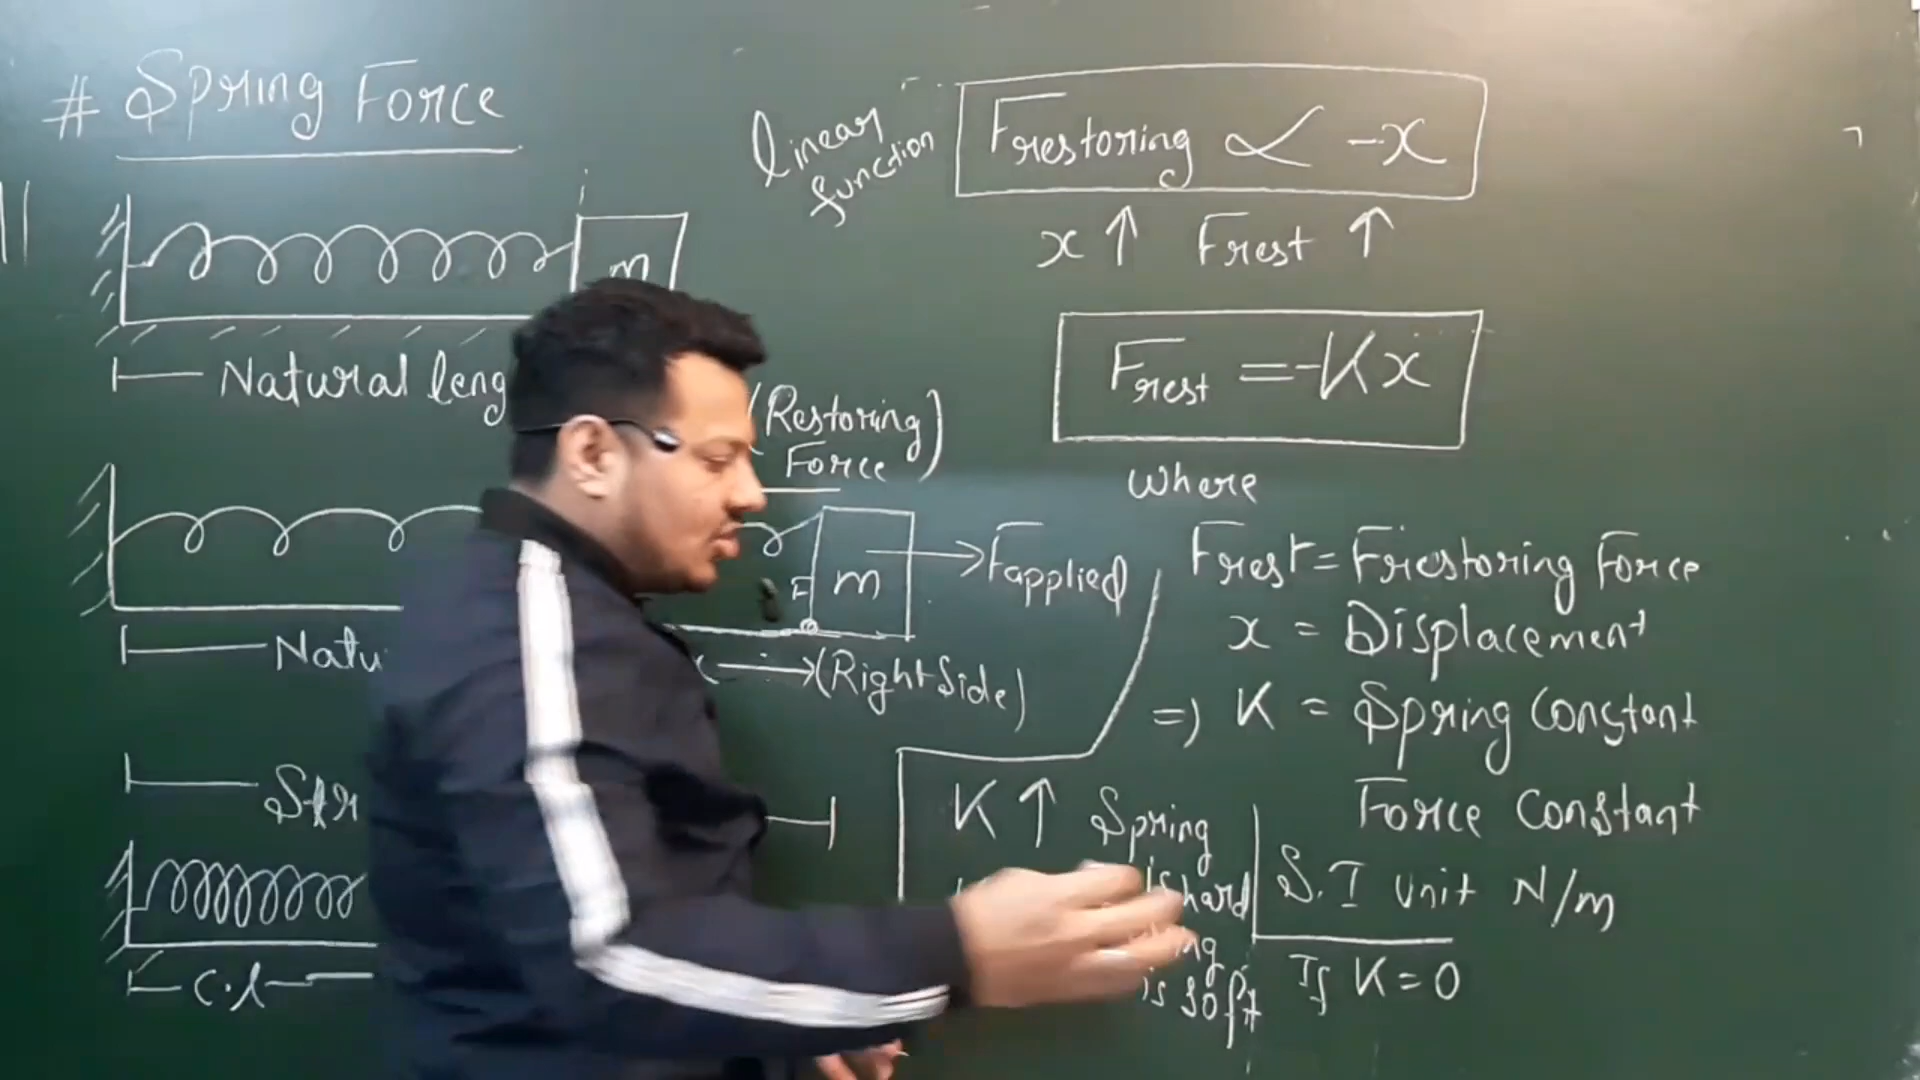 # Spring Force
m
Natural leng
(Restoring
Force
m
Fapplied
Natu
(Right Side)
Str
C.l
linear
function
Frestoring ∝ -x
x ↑ Frest ↑
Frest = -Kx
where
Frest = Frestoring Force
x = Displacement
=) K = Spring Constant
Force Constant
K ↑ Spring
is hard
is soft
S.I unit N/m
If K = 0